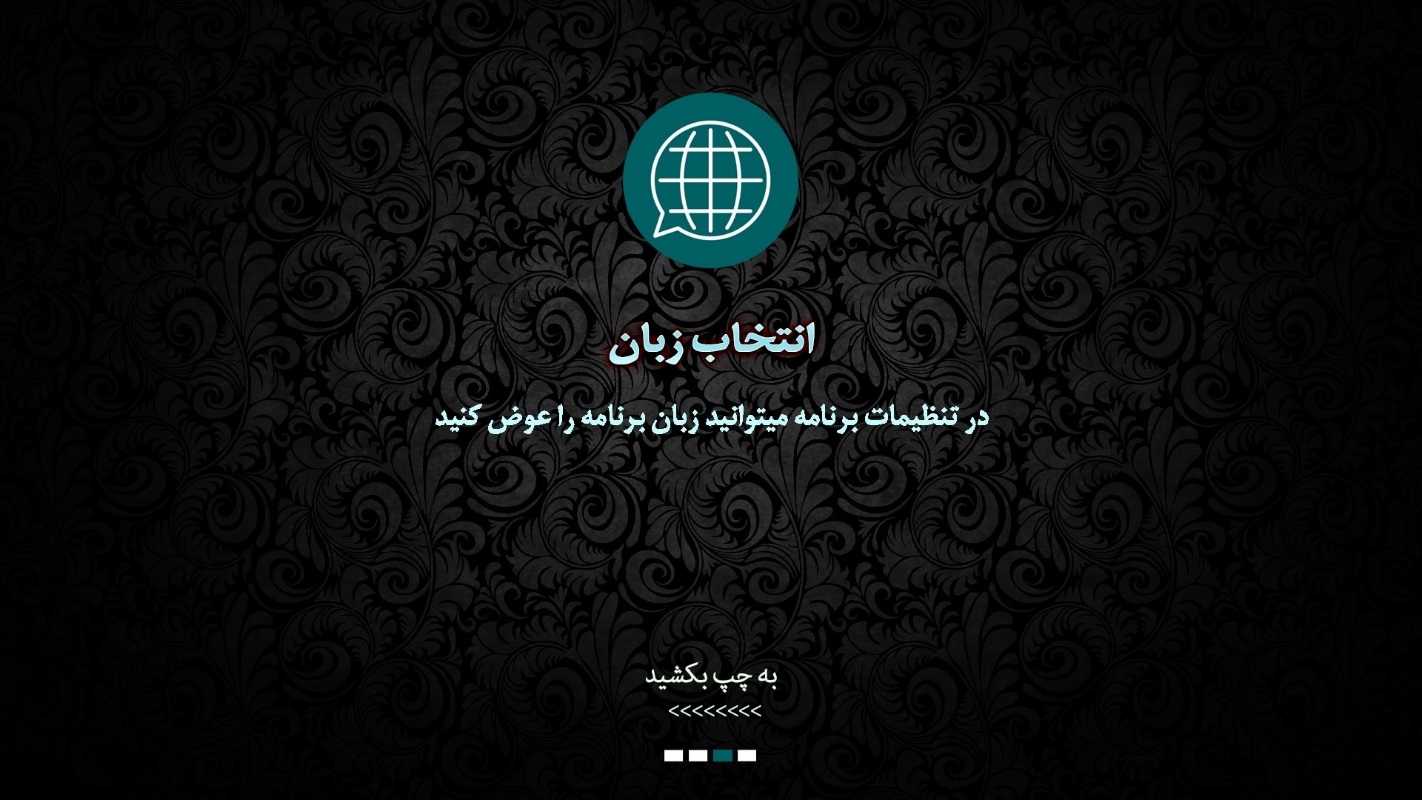 انتخاب زبان
در تنظیمات برنامه میتوانید زبان برنامه را عوض کنید
به چپ بکشید
<<<<<<<<